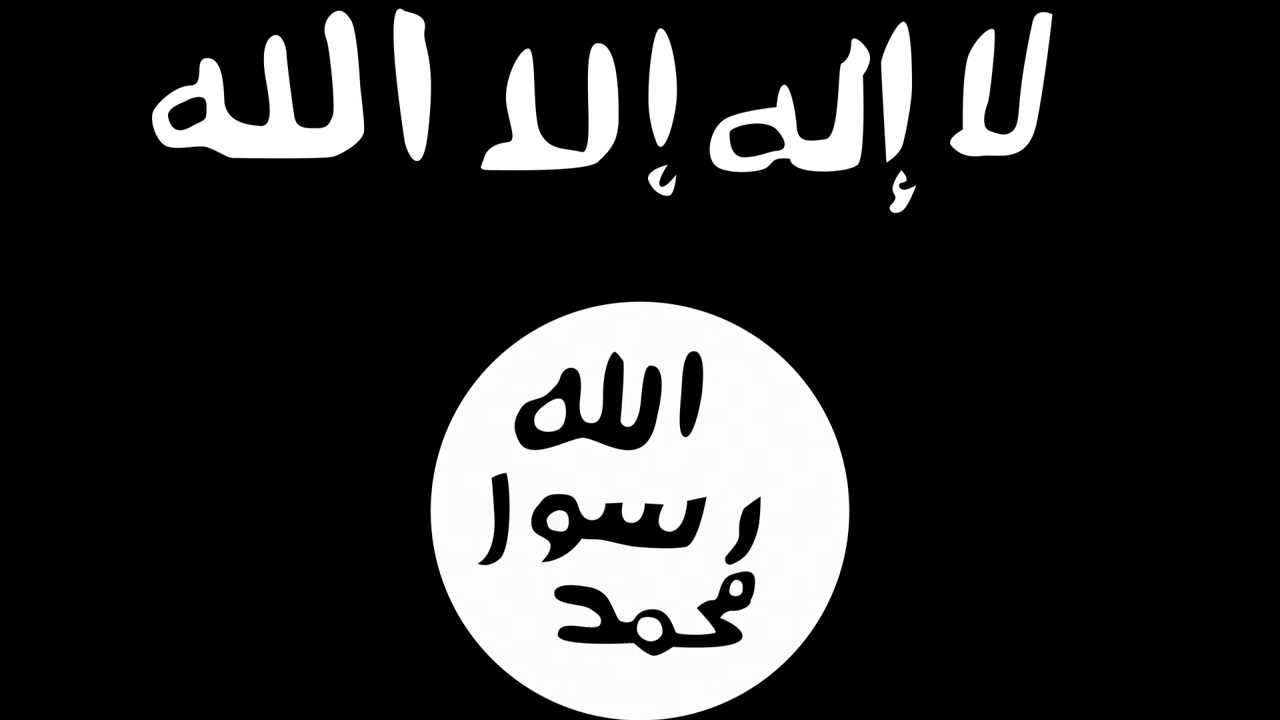 لا إله إلا الله
الله
رسول
محمد